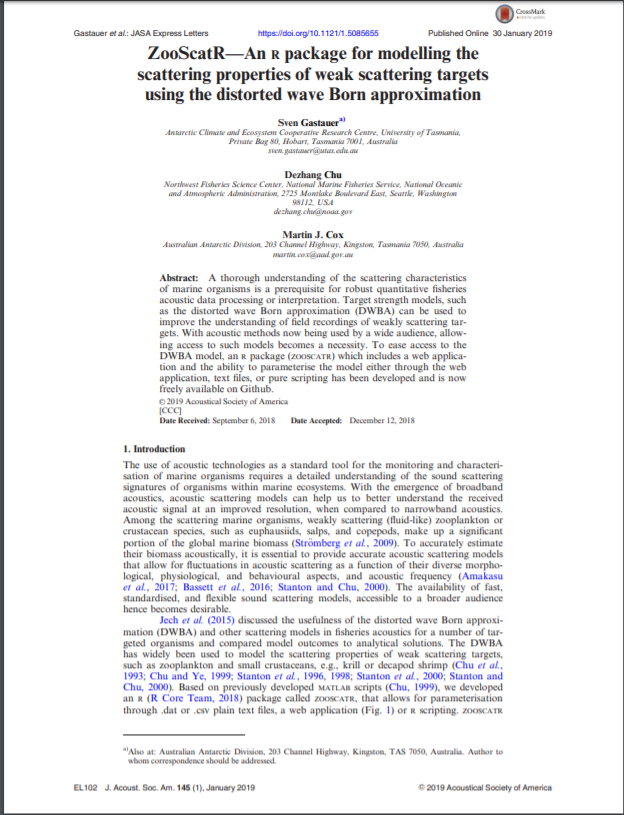 CrossMark
Gastauer et al.: JASA Express Letters
https://doi.org/10.1121/1.5085655
Published Online 30 January 2019
ZooScatR—An R package for modelling the
scattering properties of weak scattering targets
using the distorted wave Born approximation
Sven Gastauera)
Antarctic Climate and Ecosystem Cooperative Research Centre, University of Tasmania,
Private Bag 80, Hobart, Tasmania 7001, Australia
sven.gastauer@utas.edu.au
Dezhang Chu
Northwest Fisheries Science Center, National Marine Fisheries Service, National Oceanic
and Atmospheric Administration, 2725 Montlake Boulevard East, Seattle, Washington
98112, USA
dezhang.chu@noaa.gov
Martin J. Cox
Australian Antarctic Division, 203 Channel Highway, Kingston, Tasmania 7050, Australia
martin.cox@aad.gov.au
Abstract: A thorough understanding of the scattering characteristics
of marine organisms is a prerequisite for robust quantitative fisheries
acoustic data processing or interpretation. Target strength models, such
as the distorted wave Born approximation (DWBA) can be used to
improve the understanding of field recordings of weakly scattering tar-
gets. With acoustic methods now being used by a wide audience, allow-
ing access to such models becomes a necessity. To ease access to the
DWBA model, an R package (ZOOSCATR) which includes a web applica-
tion and the ability to parameterise the model either through the web
application, text files, or pure scripting has been developed and is now
freely available on Github.
© 2019 Acoustical Society of America
[CCC]
Date Received: September 6, 2018 Date Accepted: December 12, 2018
1. Introduction
The use of acoustic technologies as a standard tool for the monitoring and characteri-
sation of marine organisms requires a detailed understanding of the sound scattering
signatures of organisms within marine ecosystems. With the emergence of broadband
acoustics, acoustic scattering models can help us to better understand the received
acoustic signal at an improved resolution, when compared to narrowband acoustics.
Among the scattering marine organisms, weakly scattering (fluid-like) zooplankton or
crustacean species, such as euphausiids, salps, and copepods, make up a significant
portion of the global marine biomass (Strömberg et al., 2009). To accurately estimate
their biomass acoustically, it is essential to provide accurate acoustic scattering models
that allow for fluctuations in acoustic scattering as a function of their diverse morpho-
logical, physiological, and behavioural aspects, and acoustic frequency (Amakasu
et al., 2017; Bassett et al., 2016; Stanton and Chu, 2000). The availability of fast,
standardised, and flexible sound scattering models, accessible to a broader audience
hence becomes desirable.
Jech et al. (2015) discussed the usefulness of the distorted wave Born approxi-
mation (DWBA) and other scattering models in fisheries acoustics for a number of tar-
geted organisms and compared model outcomes to analytical solutions. The DWBA
has widely been used to model the scattering properties of weak scattering targets,
such as zooplankton and small crustaceans, e.g., krill or decapod shrimp (Chu et al.,
1993; Chu and Ye, 1999; Stanton et al., 1996, 1998; Stanton et al., 2000; Stanton and
Chu, 2000). Based on previously developed MATLAB scripts (Chu, 1999), we developed
an R (R Core Team, 2018) package called ZOOSCATR, that allows for parameterisation
through .dat or .csv plain text files, a web application (Fig. 1) or R scripting. ZOOSCATR
a)Also at: Australian Antarctic Division, 203 Channel Highway, Kingston, TAS 7050, Australia. Author to
whom correspondence should be addressed.
EL102 J. Acoust. Soc. Am. 145 (1), January 2019
© 2019 Acoustical Society of America